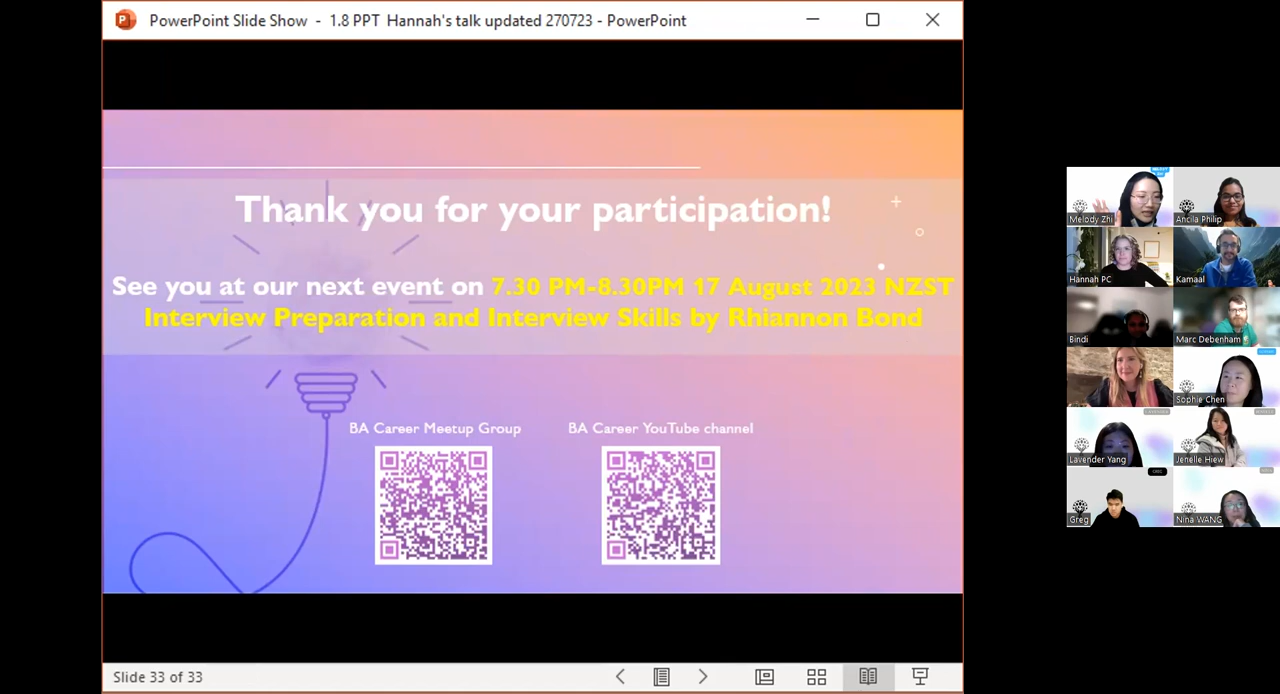 PowerPoint Slide Show - 1.8 PPT Hannah's talk updated 270723 - PowerPoint
Thank you for your participation!
See you at our next event on 7.30 PM-8.30PM 17 August 2023 NZST
Interview Preparation and Interview Skills by Rhiannon Bond
BA Career Meetup Group
BA Career YouTube channel
Slide 33 of 33
Melody Zhi
Ancila Philip
Hannah PC
Kamaal
Bindi
Marc Debenham
Sophie Chen
Lavender Yang
Jenelle Hiew
Greg
Nina WANG